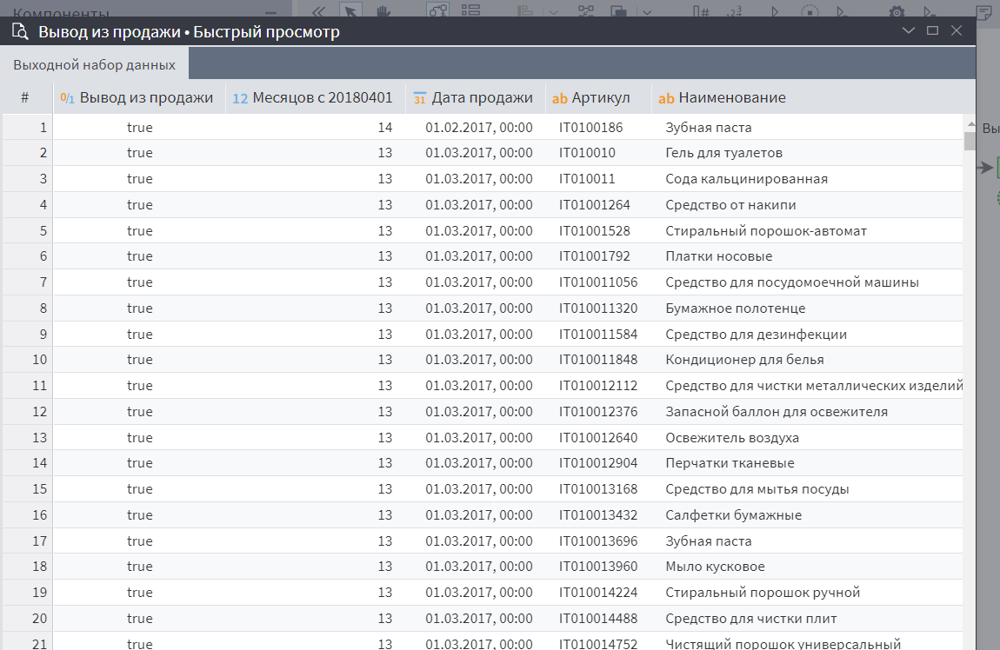 Компоненты
Вывод из продажи • Быстрый просмотр
Выходной набор данных
# 0/1 Вывод из продажи 12 Месяцов с 20180401 31 Дата продажи ab Артикул ab Наименование
1 true 14 01.02.2017, 00:00 IT0100186 Зубная паста
2 true 13 01.03.2017, 00:00 IT010010 Гель для туалетов
3 true 13 01.03.2017, 00:00 IT010011 Сода кальцинированная
4 true 13 01.03.2017, 00:00 IT01001264 Средство от накипи
5 true 13 01.03.2017, 00:00 IT01001528 Стиральный порошок-автомат
6 true 13 01.03.2017, 00:00 IT01001792 Платки носовые
7 true 13 01.03.2017, 00:00 IT010011056 Средство для посудомоечной машины
8 true 13 01.03.2017, 00:00 IT010011320 Бумажное полотенце
9 true 13 01.03.2017, 00:00 IT010011584 Средство для дезинфекции
10 true 13 01.03.2017, 00:00 IT010011848 Кондиционер для белья
11 true 13 01.03.2017, 00:00 IT010012112 Средство для чистки металлических изделий
12 true 13 01.03.2017, 00:00 IT010012376 Запасной баллон для освежителя
13 true 13 01.03.2017, 00:00 IT010012640 Освежитель воздуха
14 true 13 01.03.2017, 00:00 IT010012904 Перчатки тканевые
15 true 13 01.03.2017, 00:00 IT010013168 Средство для мытья посуды
16 true 13 01.03.2017, 00:00 IT010013432 Салфетки бумажные
17 true 13 01.03.2017, 00:00 IT010013696 Зубная паста
18 true 13 01.03.2017, 00:00 IT010013960 Мыло кусковое
19 true 13 01.03.2017, 00:00 IT010014224 Стиральный порошок ручной
20 true 13 01.03.2017, 00:00 IT010014488 Средство для чистки плит
21 true 13 01.03.2017, 00:00 IT010014752 Чистящий порошок универсальный